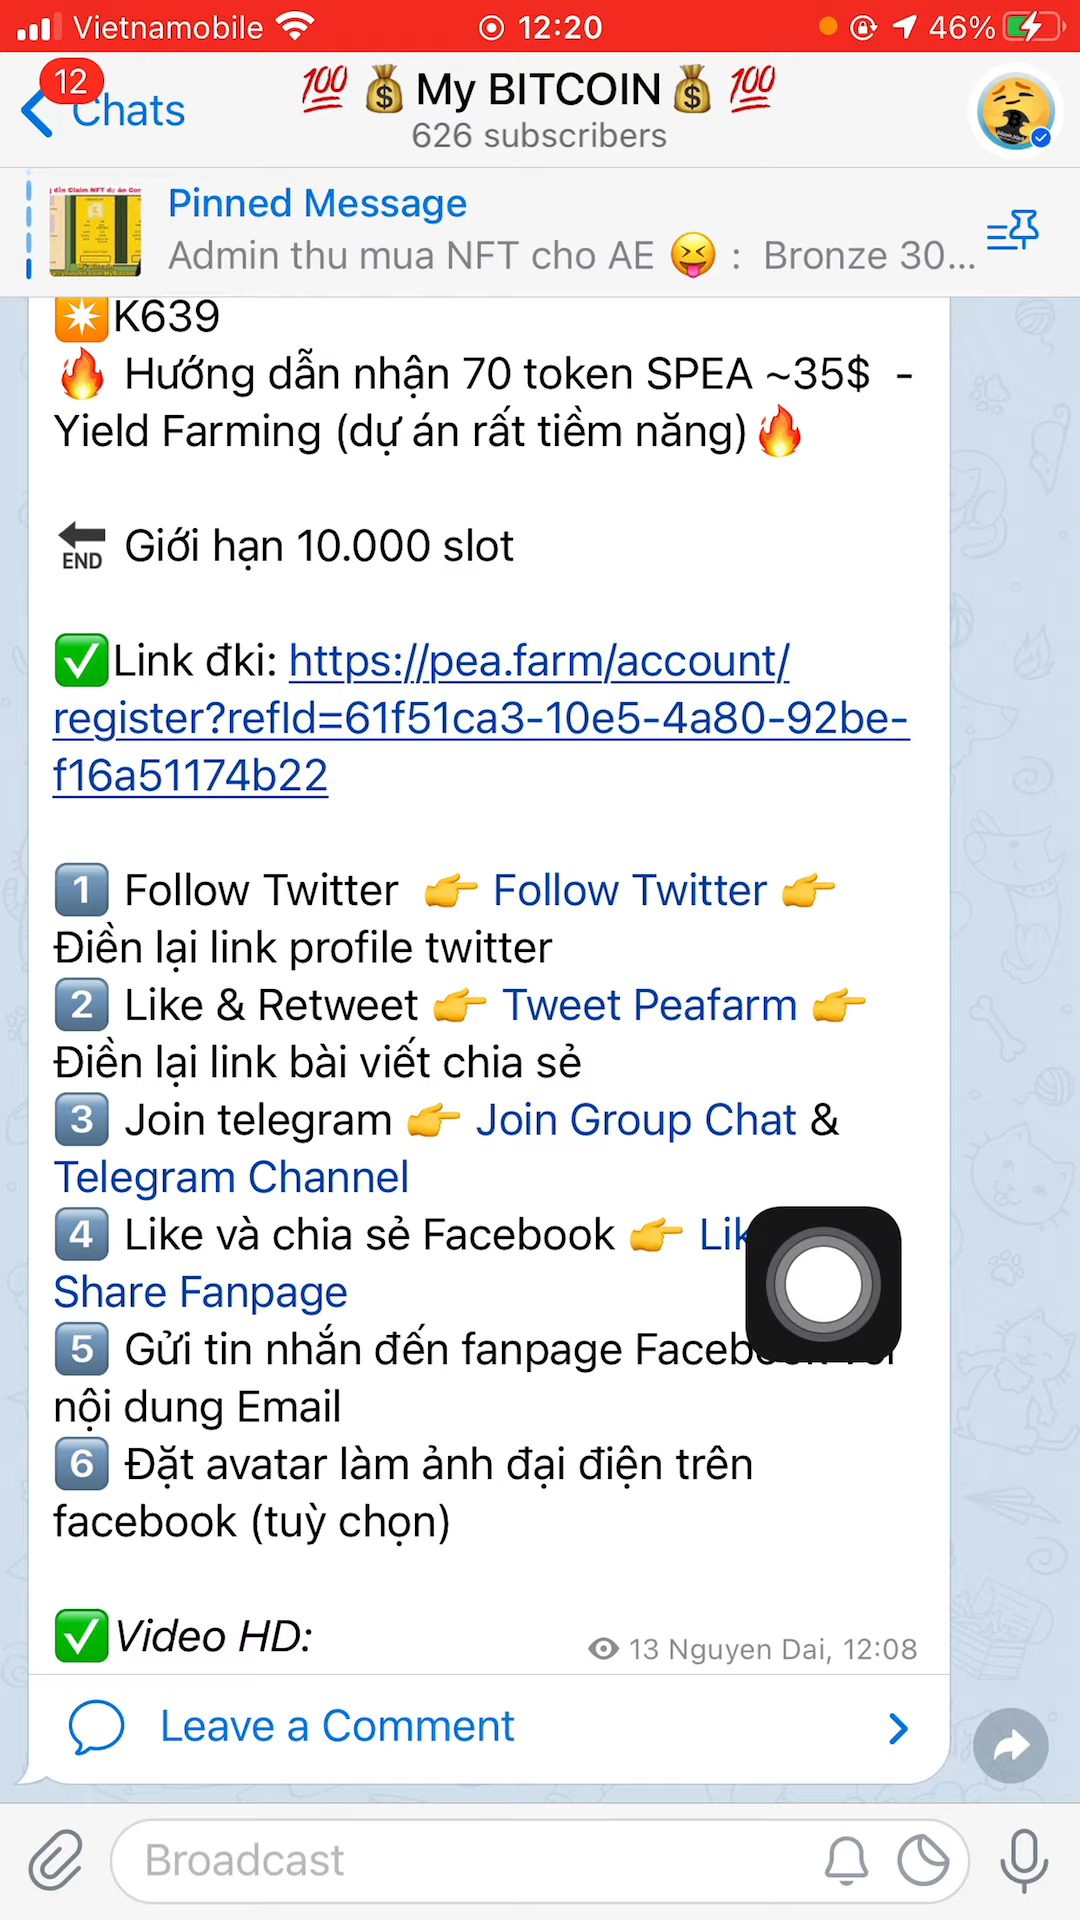 Vietnamobile 12:20 46%
12
Chats
💯 💰 My BITCOIN 💰 💯
626 subscribers
Pinned Message
Admin thu mua NFT cho AE 😝 : Bronze 30...
✴️K639
🔥 Hướng dẫn nhận 70 token SPEA ~35$ -
Yield Farming (dự án rất tiềm năng)🔥
🔚 Giới hạn 10.000 slot
✅Link đki: https://pea.farm/account/
register?refId=61f51ca3-10e5-4a80-92be-
f16a51174b22
1️⃣ Follow Twitter 👉 Follow Twitter 👉
Điền lại link profile twitter
2️⃣ Like & Retweet 👉 Tweet Peafarm 👉
Điền lại link bài viết chia sẻ
3️⃣ Join telegram 👉 Join Group Chat &
Telegram Channel
4️⃣ Like và chia sẻ Facebook 👉
Share Fanpage
5️⃣ Gửi tin nhắn đến fanpage
nội dung Email
6️⃣ Đặt avatar làm ảnh đại điện trên
facebook (tuỳ chọn)
✅Video HD:
13 Nguyen Dai, 12:08
Leave a Comment
Broadcast